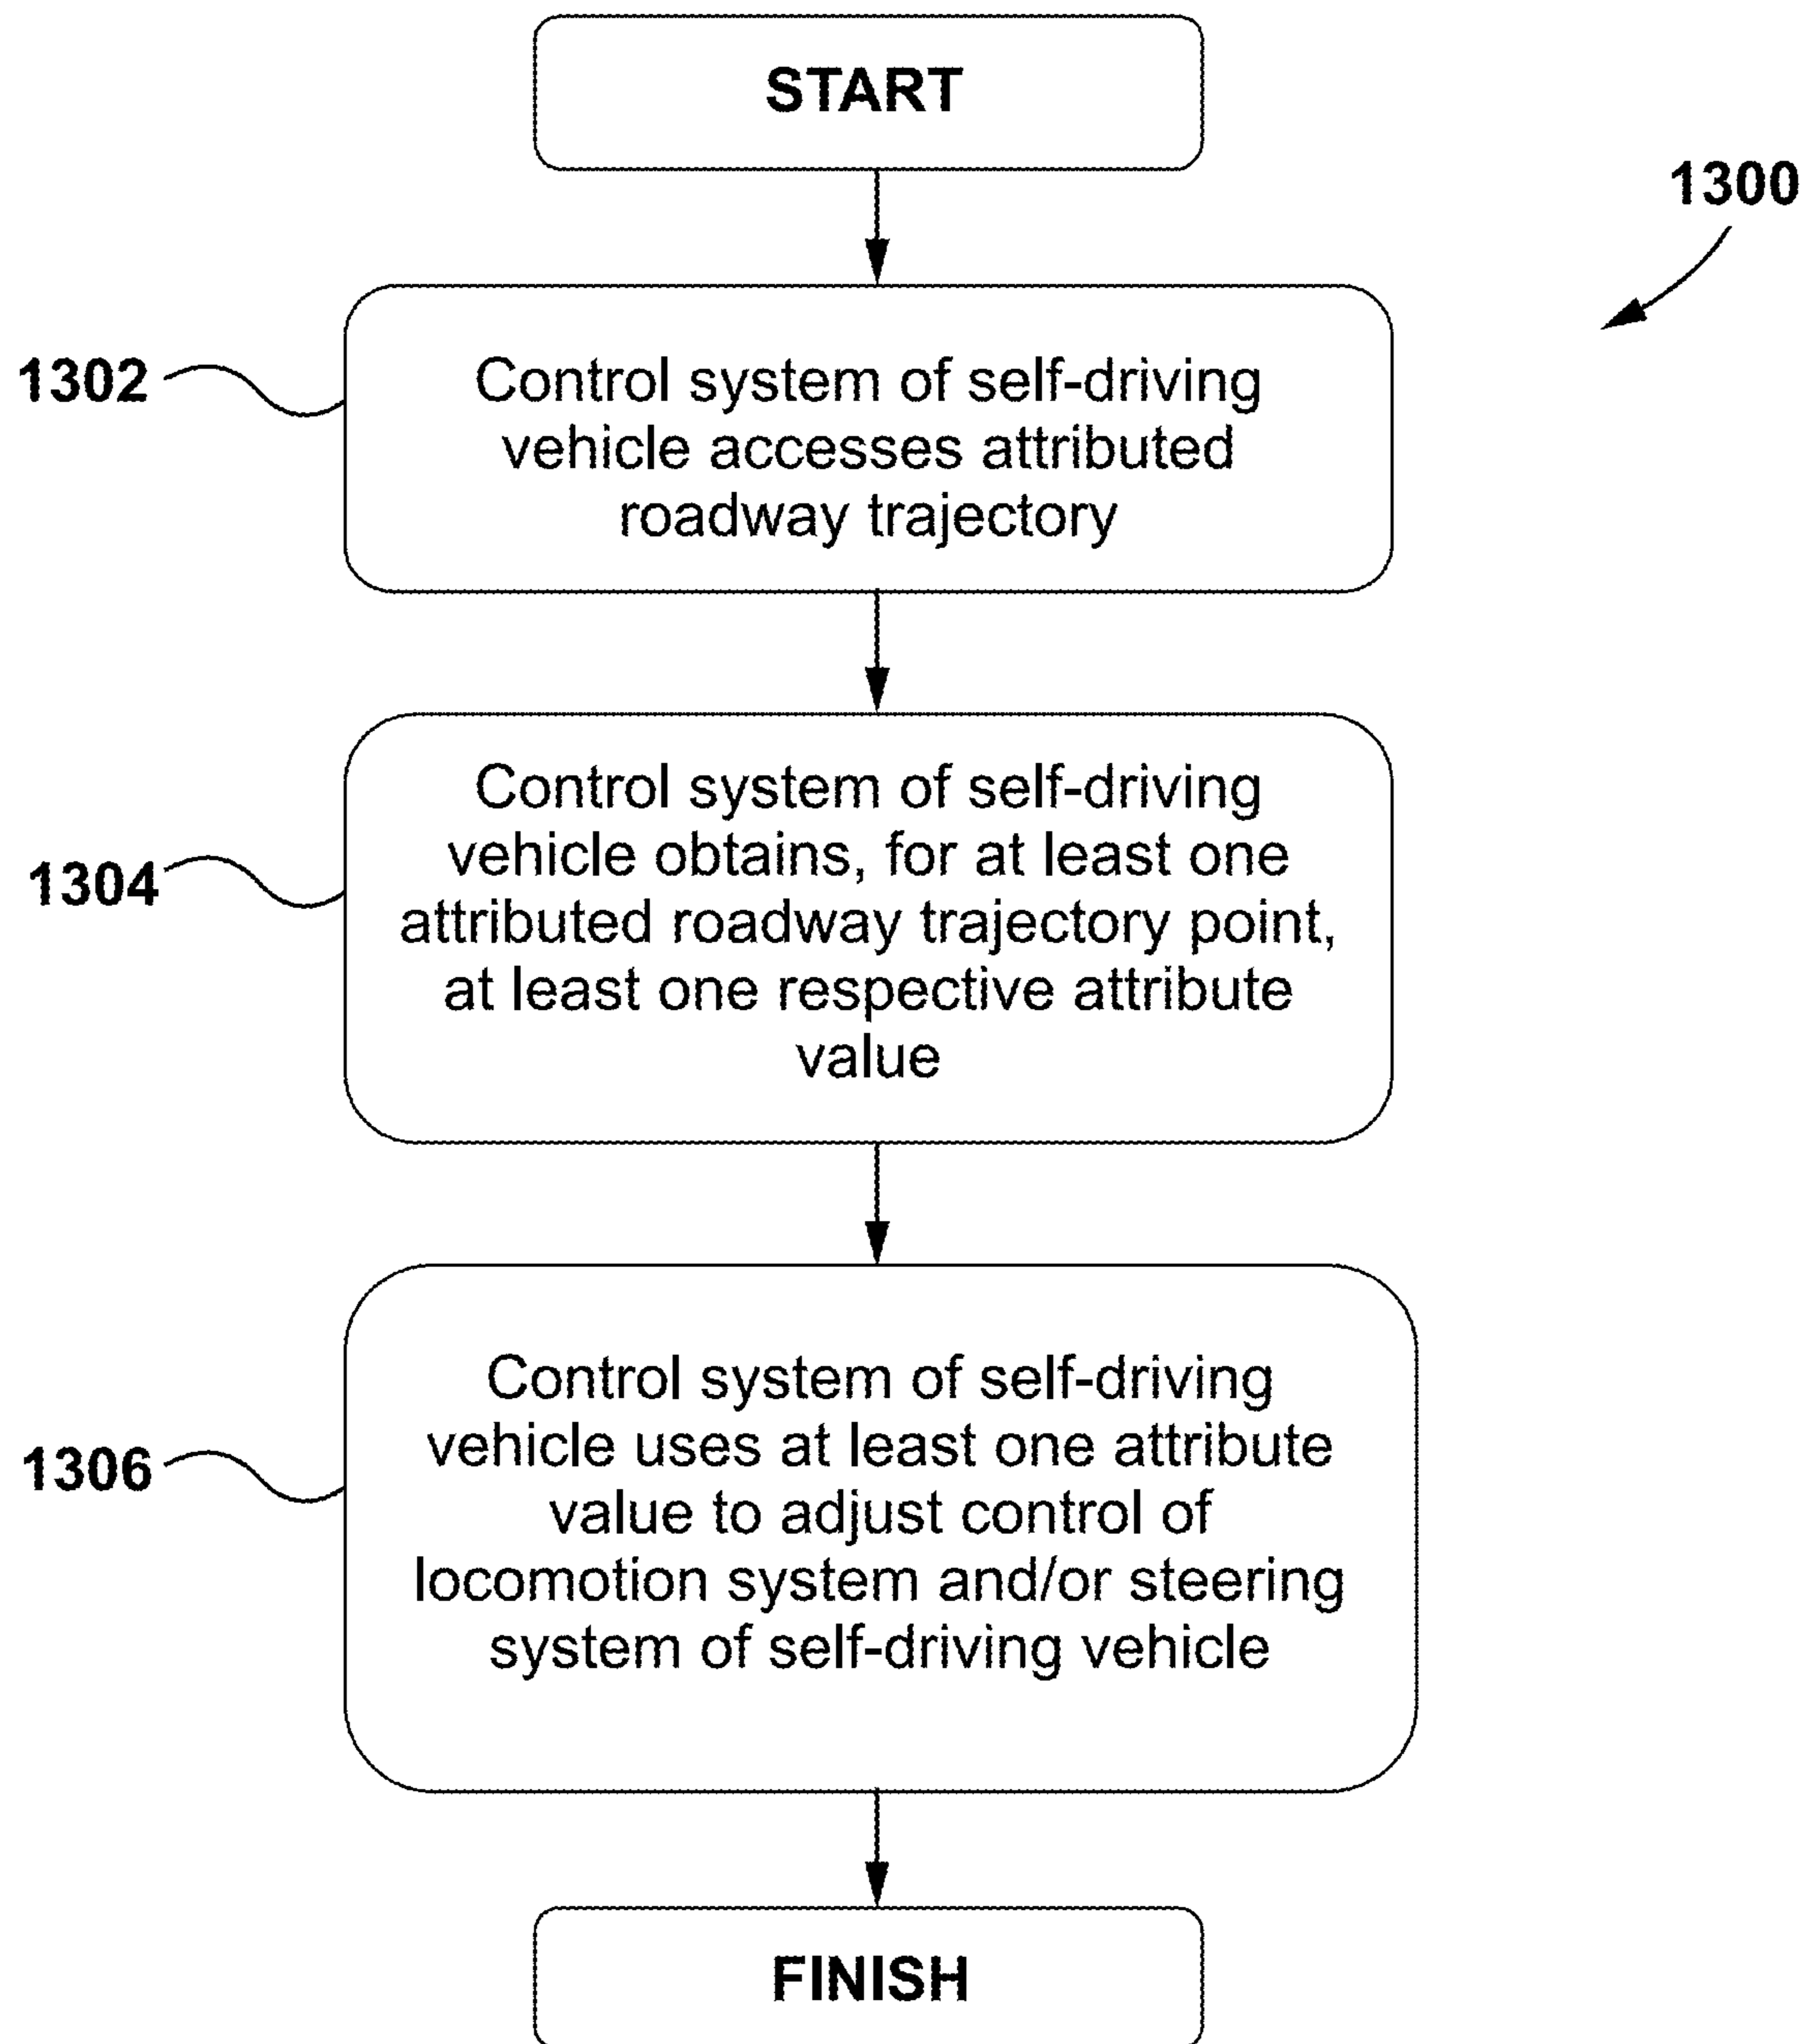 START
1300
1302
Control system of self-driving
vehicle accesses attributed
roadway trajectory
1304
Control system of self-driving
vehicle obtains, for at least one
attributed roadway trajectory point,
at least one respective attribute
value
1306
Control system of self-driving
vehicle uses at least one attribute
value to adjust control of
locomotion system and/or steering
system of self-driving vehicle
FINISH